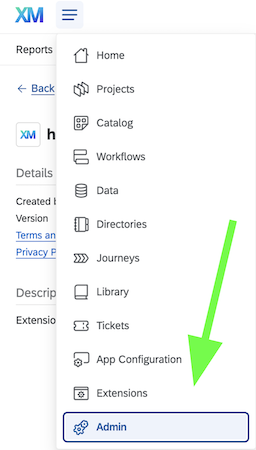 XM
Reports
Home
← Back
Projects
Catalog
XM
h
Workflows
Details
Data
Created b
Directories
Version
Terms an
Journeys
Privacy P
Library
Descrip
Extensio
Tickets
App Configuration
Extensions
Admin